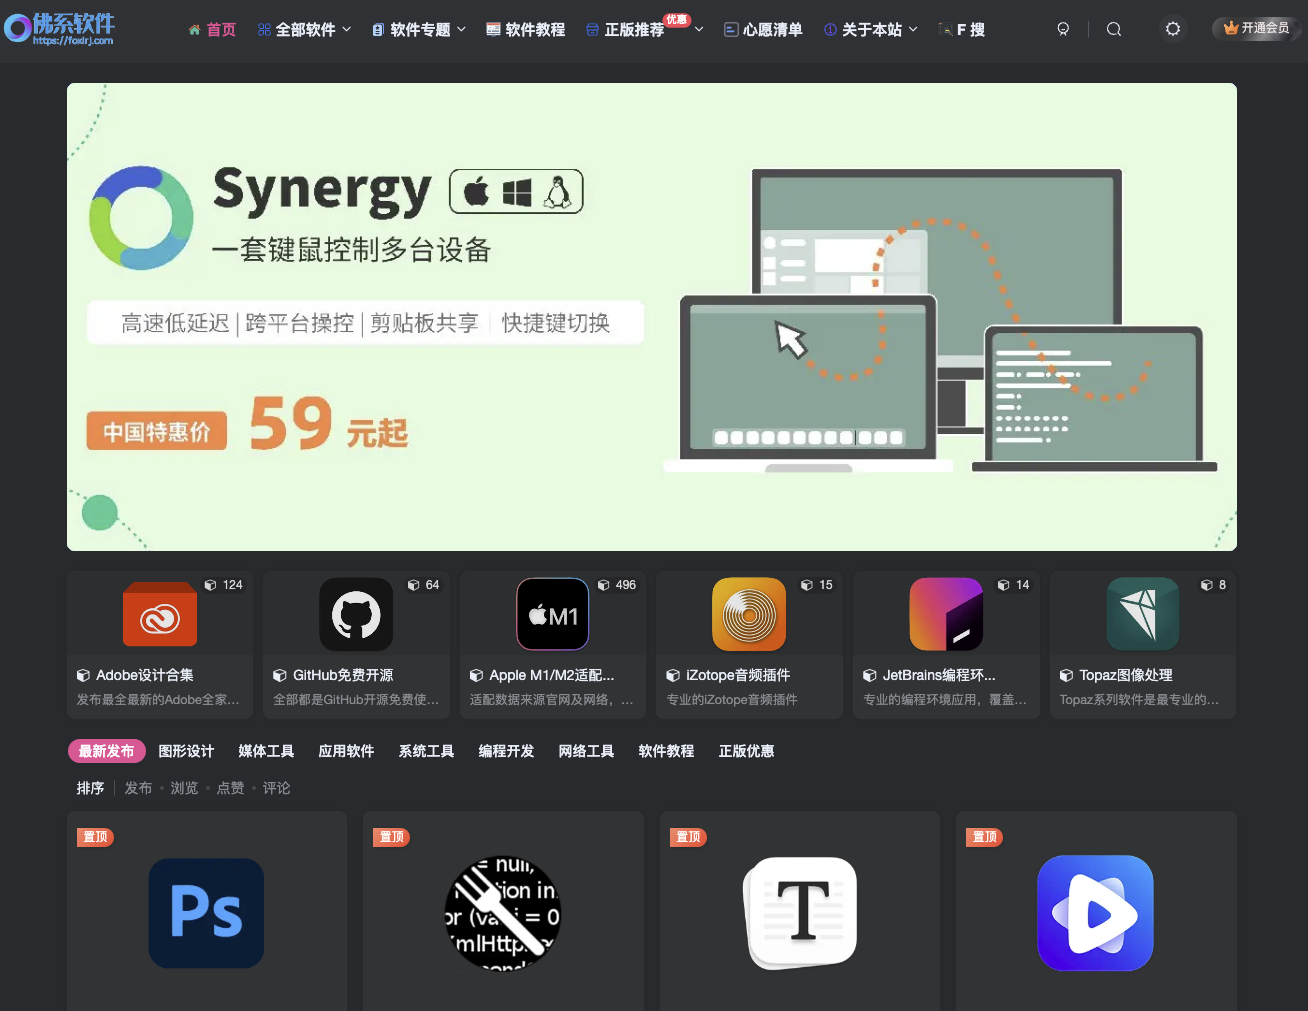 佛系软件
https://foxirj.com
首页
全部软件
软件专题
软件教程
正版推荐
优惠
心愿清单
关于本站
F 搜
开通会员
Synergy
一套键鼠控制多台设备
高速低延迟|跨平台操控|剪贴板共享|快捷键切换
中国特惠价 59 元起
124
64
496
15
14
8
M1
Adobe设计合集
GitHub免费开源
Apple M1/M2适配...
iZotope音频插件
JetBrains编程环...
Topaz图像处理
发布最全最新的Adobe全家...
全部都是GitHub开源免费使...
适配数据来源官网及网络，...
专业的iZotope音频插件
专业的编程环境应用，覆盖...
Topaz系列软件是最专业的...
最新发布 图形设计 媒体工具 应用软件 系统工具 编程开发 网络工具 软件教程 正版优惠
排序 | 发布 • 浏览 • 点赞 • 评论
置顶
置顶
置顶
置顶
Ps
= null,
tion in
or (va i = 0
XmlHttp
T